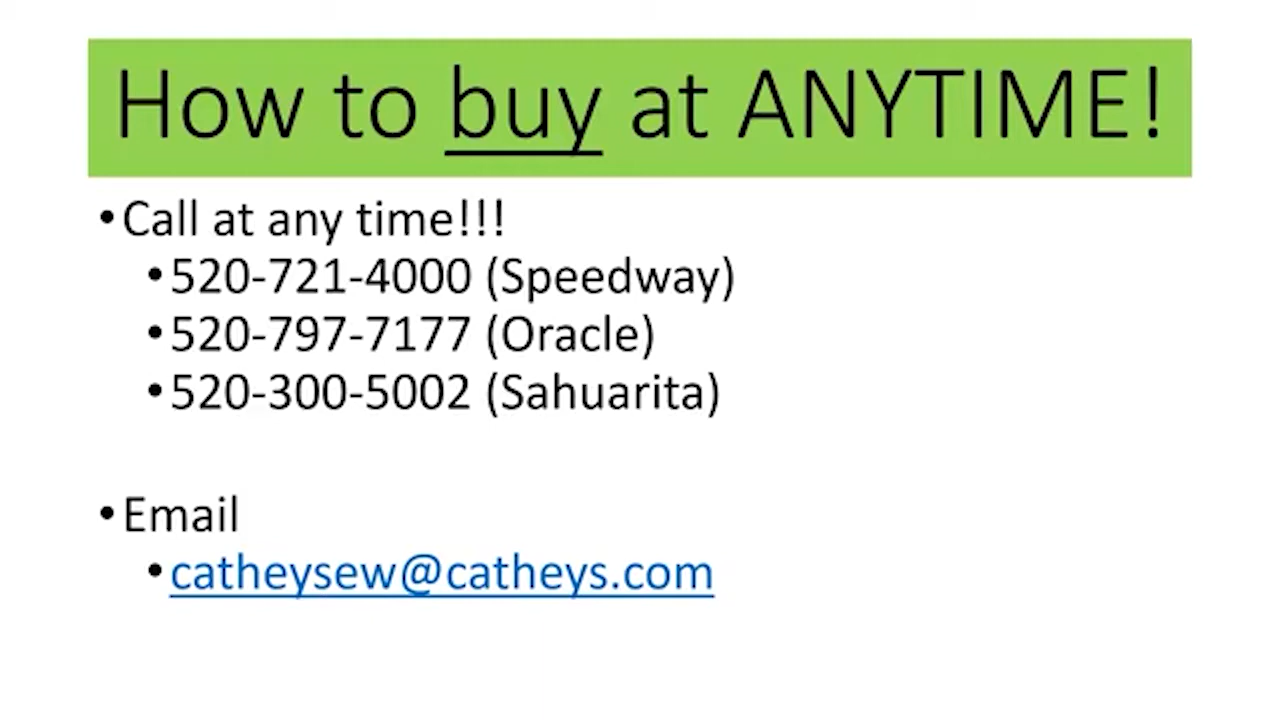 How to buy at ANYTIME!
•Call at any time!!!
•520-721-4000 (Speedway)
•520-797-7177 (Oracle)
•520-300-5002 (Sahuarita)
•Email
•catheysew@catheys.com